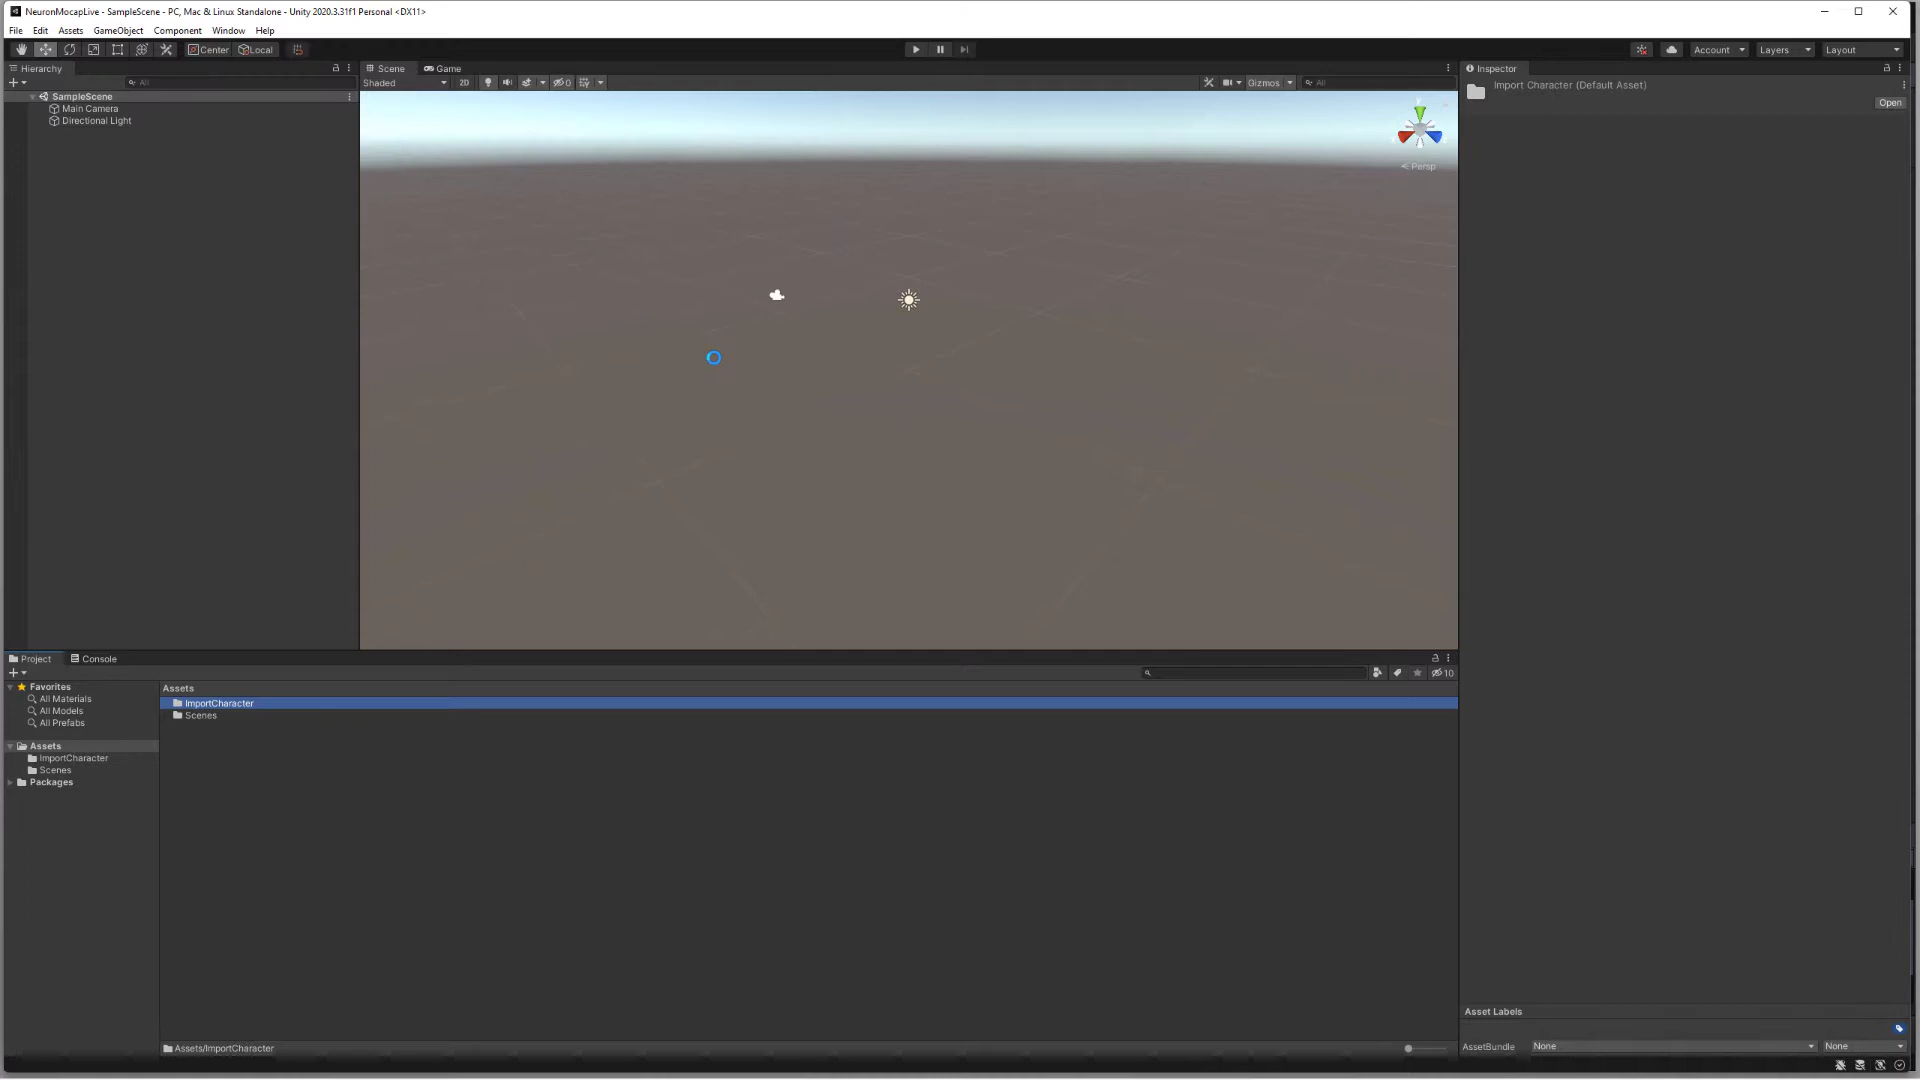 NeuronMocapLive - SampleScene - PC, Mac & Linux Standalone - Unity 2020.3.31f1 Personal <DX11>
File Edit Assets GameObject Component Window Help
Center Local Account Layers Layout
Hierarchy Scene Game Inspector
All Shaded 2D 0 Gizmos All
Import Character (Default Asset)
Open
SampleScene
Main Camera
Directional Light
Persp
Project Console
10
Favorites
All Materials
All Models
All Prefabs
Assets
ImportCharacter
Scenes
Packages
Assets
ImportCharacter
Scenes
Assets/ImportCharacter
Asset Labels
AssetBundle None None